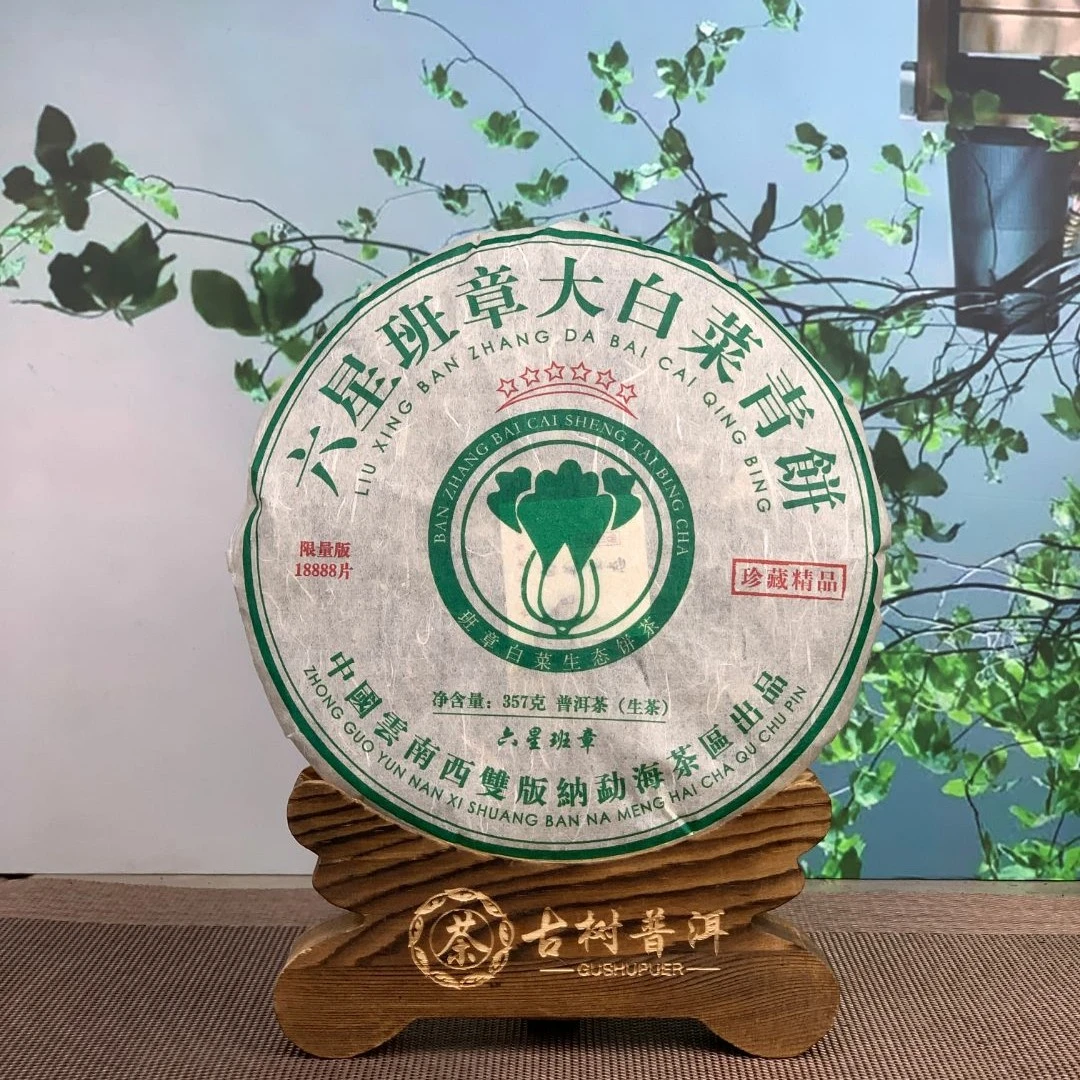 六星班章大白菜青餅
LIU XING BAN ZHANG DA BAI CAI QING BING
BAN ZHANG BAI CAI SHENG TAI BING CHA
限量版
18888片
珍藏精品
班章白菜生态餅茶
净含量：357克 普洱茶（生茶）
六星班章
中國雲南西雙版納勐海茶區出品
ZHONG GUO YUN NAN XI SHUANG BAN NA MENG HAI CHA QU CHU PIN
茶
古树普洱
GUSHUPUER